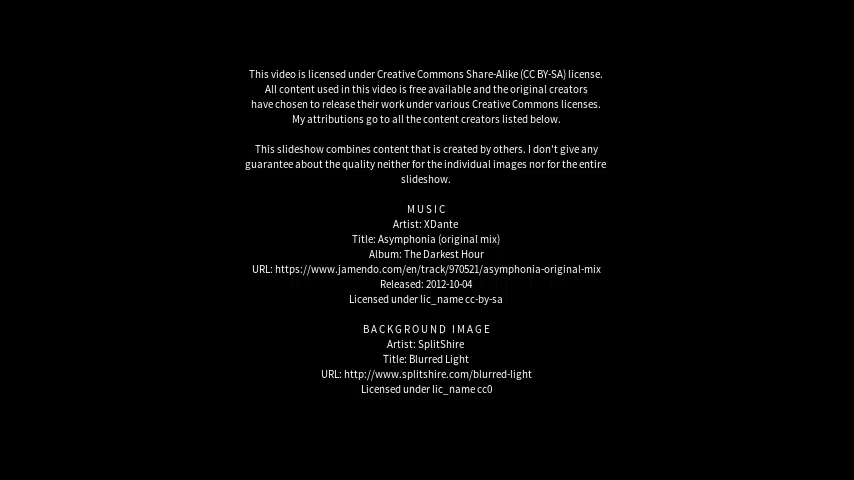 This video is licensed under Creative Commons Share-Alike (CC BY-SA) license.
All content used in this video is free available and the original creators
have chosen to release their work under various Creative Commons licenses.
My attributions go to all the content creators listed below.
This slideshow combines content that is created by others. I don't give any
guarantee about the quality neither for the individual images nor for the entire
slideshow.
MUSIC
Artist: XDante
Title: Asymphonia (original mix)
Album: The Darkest Hour
URL: https://www.jamendo.com/en/track/970521/asymphonia-original-mix
Released: 2012-10-04
Licensed under lic_name cc-by-sa
BACKGROUND IMAGE
Artist: SplitShire
Title: Blurred Light
URL: http://www.splitshire.com/blurred-light
Licensed under lic_name cc0